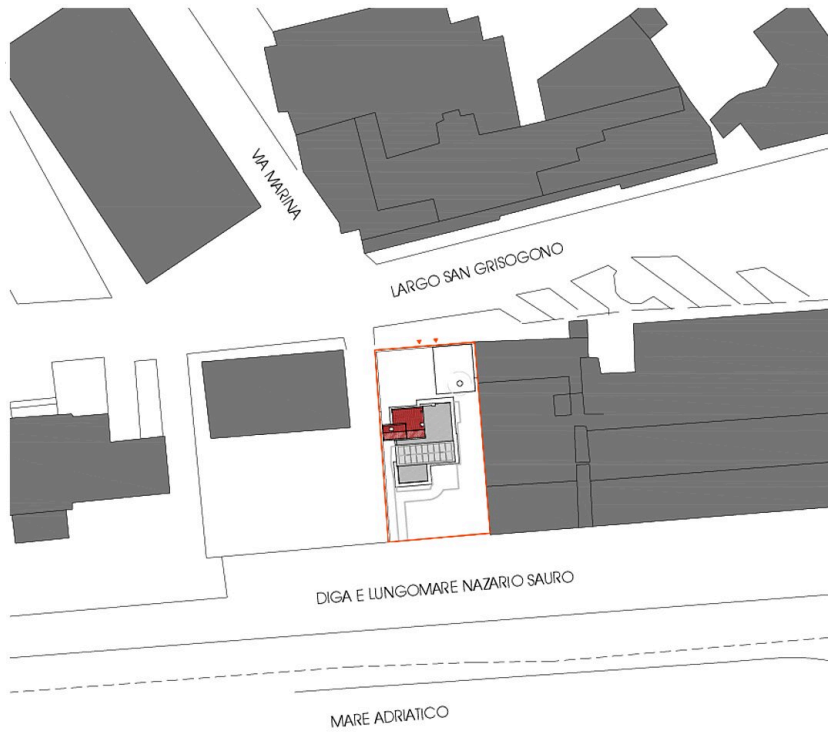 VIA MARINA
LARGO SAN GRISOGONO
DIGA E LUNGOMARE NAZARIO SAURO
MARE ADRIATICO